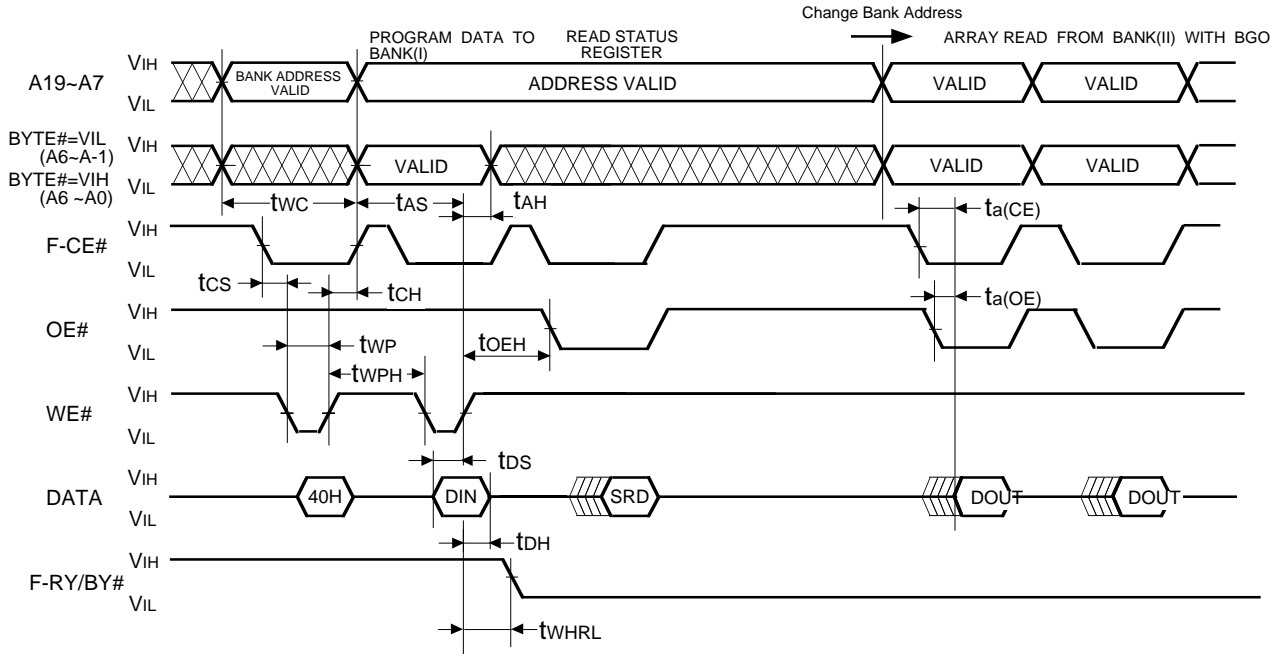 Change Bank Address
PROGRAM DATA TO BANK(I)
READ STATUS REGISTER
ARRAY READ FROM BANK(II) WITH BGO
A19~A7
VIH
VIL
BANK ADDRESS VALID
ADDRESS VALID
VALID
VALID
BYTE#=VIL
(A6~A-1)
BYTE#=VIH
(A6 ~A0)
VIH
VIL
VALID
VALID
VALID
tWC
tAS
tAH
ta(CE)
F-CE#
VIH
VIL
tCS
tCH
ta(OE)
OE#
VIH
VIL
tWP
tOEH
tWPH
WE#
VIH
VIL
tDS
DATA
VIH
VIL
40H
DIN
SRD
DOUT
DOUT
tDH
F-RY/BY#
VIH
VIL
tWHRL